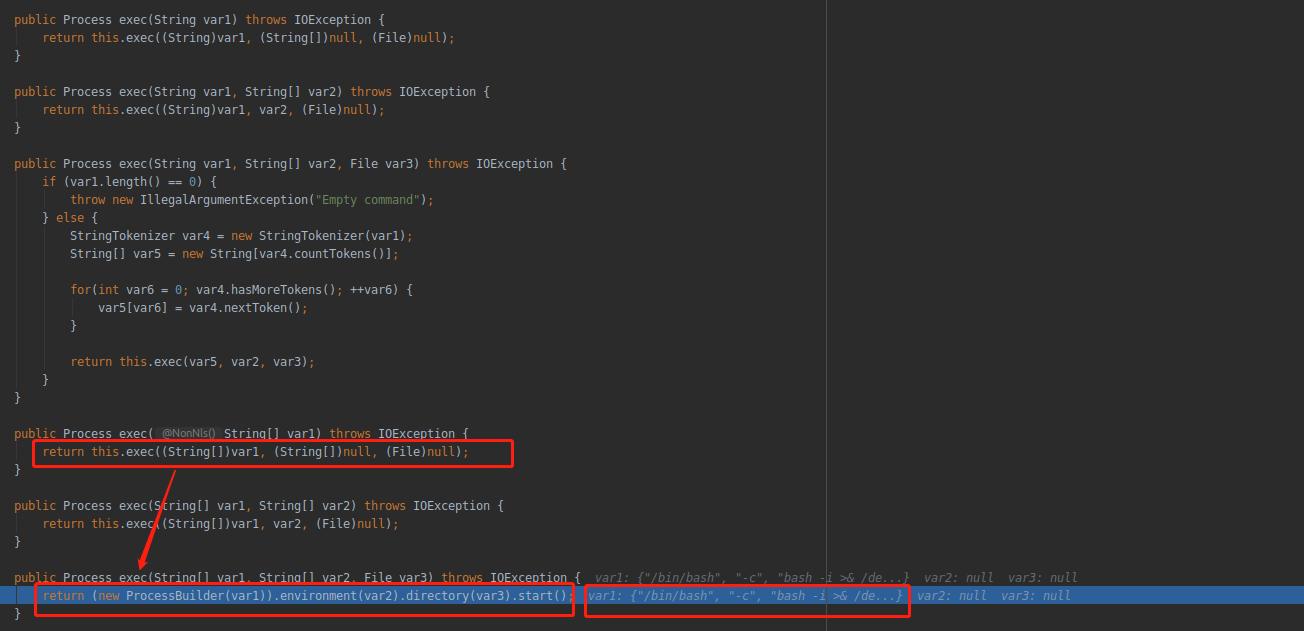 public Process exec(String var1) throws IOException {
return this.exec((String)var1, (String[])null, (File)null);
}
public Process exec(String var1, String[] var2) throws IOException {
return this.exec((String)var1, var2, (File)null);
}
public Process exec(String var1, String[] var2, File var3) throws IOException {
if (var1.length() == 0) {
throw new IllegalArgumentException("Empty command");
} else {
StringTokenizer var4 = new StringTokenizer(var1);
String[] var5 = new String[var4.countTokens()];
for(int var6 = 0; var4.hasMoreTokens(); ++var6) {
var5[var6] = var4.nextToken();
}
return this.exec(var5, var2, var3);
}
}
public Process exec( @NonNls() String[] var1) throws IOException {
return this.exec((String[])var1, (String[])null, (File)null);
}
public Process exec(String[] var1, String[] var2) throws IOException {
return this.exec((String[])var1, var2, (File)null);
}
public Process exec(String[] var1, String[] var2, File var3) throws IOException { var1: {"/bin/bash", "-c", "bash -i >& /de...} var2: null var3: null
return (new ProcessBuilder(var1)).environment(var2).directory(var3).start(); var1: {"/bin/bash", "-c", "bash -i >& /de...} var2: null var3: null
}